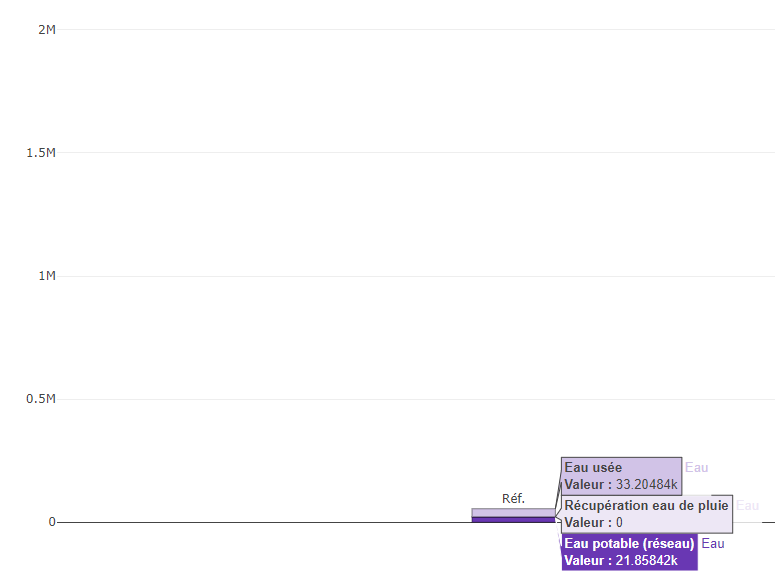 2M
1.5M
1M
0.5M
0
Réf.
Eau usée
Valeur : 33.20484k
Eau
Récupération eau de pluie
Valeur : 0
Eau
Eau potable (réseau)
Valeur : 21.85842k
Eau